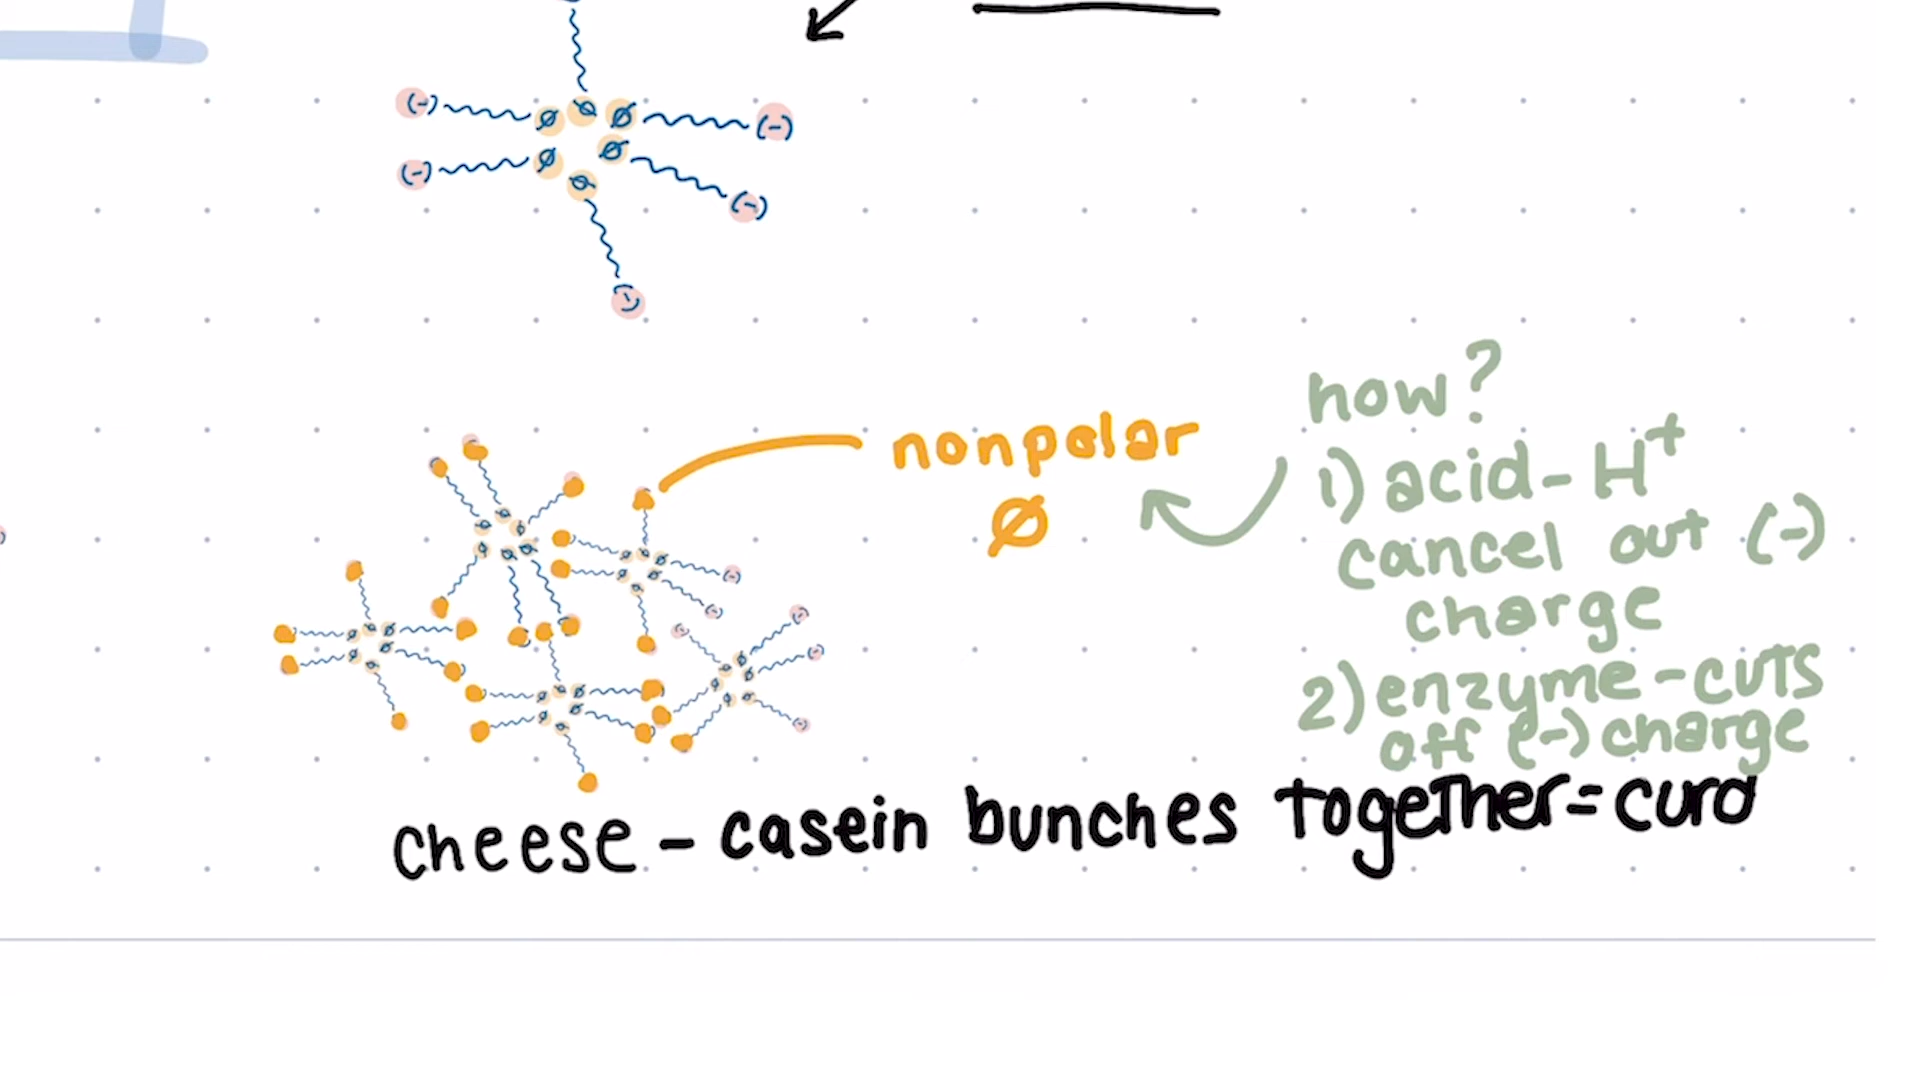 (-) ø ø ø (-)
(-) ø ø (-)
ø
(-)
nonpolar
Ø
how?
1) acid - H+
cancel out (-)
charge
2) enzyme - cuts
off (-) charge
cheese - casein bunches together = curd